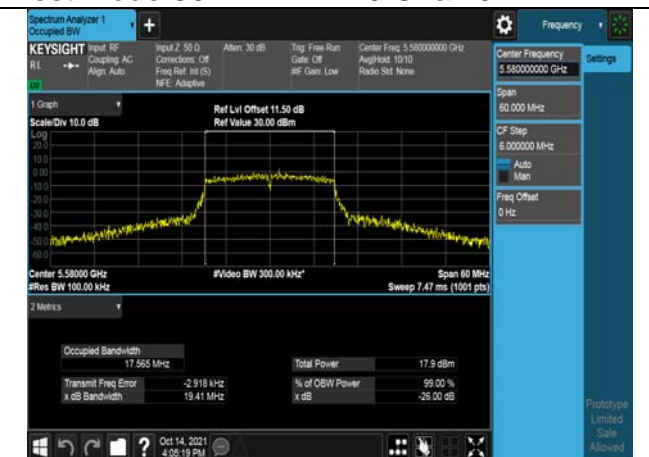 Spectrum Analyzer 1
Occupied BW
+
Frequency
KEYSIGHT
RL
Input: RF
Coupling: AC
Align: Auto
Input Z: 50 Ω
Corrections: Off
Freq Ref: Int (S)
NFE: Adaptive
Atten: 30 dB
Trig: Free Run
Gate: Off
#IF Gain: Low
Center Freq: 5.580000000 GHz
Avg|Hold: 10/10
Radio Std: None
Center Frequency
5.580000000 GHz
Settings
Span
60.000 MHz
CF Step
6.000000 MHz
Auto
Man
Freq Offset
0 Hz
1 Graph
Scale/Div 10.0 dB
Ref Lvl Offset 11.50 dB
Ref Value 30.00 dBm
Log
20.0
10.0
0.00
-10.0
-20.0
-30.0
-40.0
-50.0
-60.0
Center 5.58000 GHz
#Res BW 100.00 kHz
#Video BW 300.00 kHz*
Span 60 MHz
Sweep 7.47 ms (1001 pts)
2 Metrics
Occupied Bandwidth
17.565 MHz
Total Power 17.9 dBm
Transmit Freq Error -2.918 kHz
% of OBW Power 99.00 %
x dB Bandwidth 19.41 MHz
x dB -26.00 dB
Prototype
Limited
Sale
Allowed
?
Oct 14, 2021
4:05:19 PM